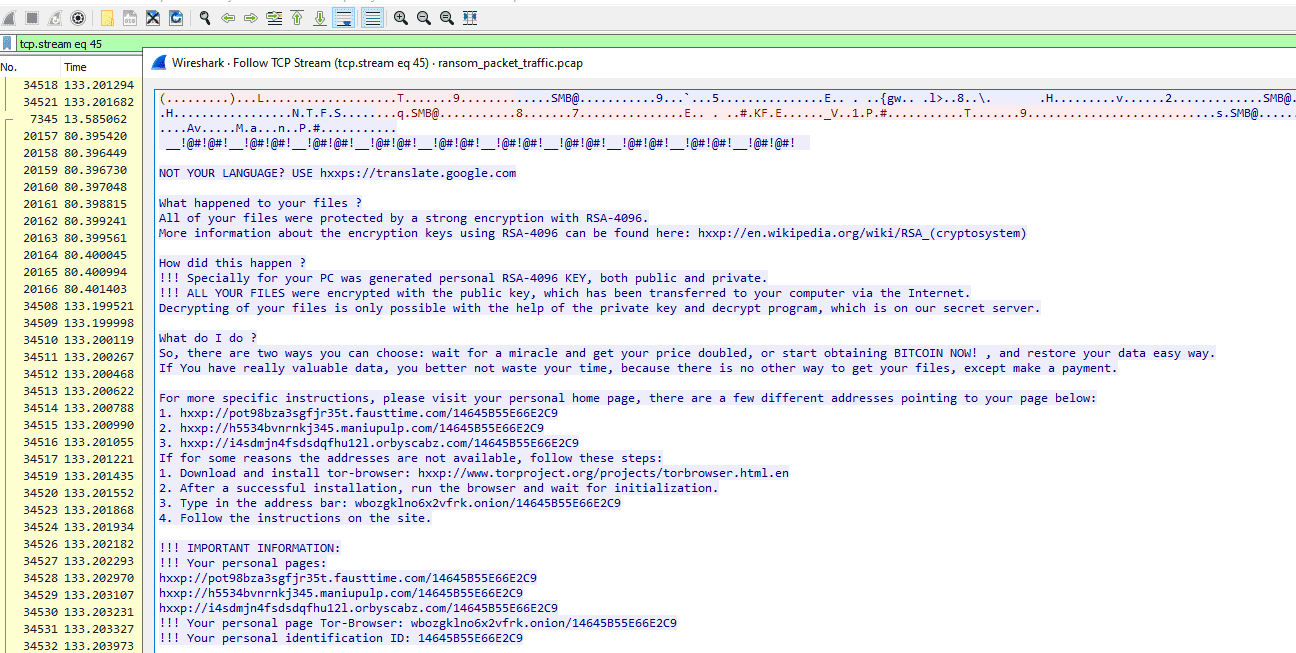 tcp.stream eq 45
No. Time
34518 133.201294
34521 133.201682
7345 13.585062
20157 80.395420
20158 80.396449
20159 80.396730
20160 80.397048
20161 80.398815
20162 80.399241
20163 80.399561
20164 80.400045
20165 80.400994
20166 80.401403
34508 133.199521
34509 133.199998
34510 133.200119
34511 133.200267
34512 133.200468
34513 133.200622
34514 133.200788
34515 133.200990
34516 133.201055
34517 133.201221
34519 133.201435
34520 133.201552
34523 133.201868
34524 133.201934
34526 133.202182
34527 133.202293
34528 133.202970
34529 133.203107
34530 133.203231
34531 133.203327
34532 133.203973
Wireshark · Follow TCP Stream (tcp.stream eq 45) · ransom_packet_traffic.pcap
(.........)...L...................T......9.............SMB@...........9...`...5...............E.. . ..{gw.. .l>..8..\. .H.........v......2.............SMB@.
.H.................N.T.F.S........q.SMB@...........8.......7................E.. . ..#.KF.E......_V..1.P.#...........T.......9.........................s.SMB@.....
.....Av.....M.a...n..P.#...........
__!@#!@#!__!@#!@#!__!@#!@#!__!@#!@#!__!@#!@#!__!@#!@#!__!@#!@#!__!@#!@#!__!@#!@#!__!@#!@#!
NOT YOUR LANGUAGE? USE hxxps://translate.google.com
What happened to your files ?
All of your files were protected by a strong encryption with RSA-4096.
More information about the encryption keys using RSA-4096 can be found here: hxxp://en.wikipedia.org/wiki/RSA_(cryptosystem)
How did this happen ?
!!! Specially for your PC was generated personal RSA-4096 KEY, both public and private.
!!! ALL YOUR FILES were encrypted with the public key, which has been transferred to your computer via the Internet.
Decrypting of your files is only possible with the help of the private key and decrypt program, which is on our secret server.
What do I do ?
So, there are two ways you can choose: wait for a miracle and get your price doubled, or start obtaining BITCOIN NOW! , and restore your data easy way.
If You have really valuable data, you better not waste your time, because there is no other way to get your files, except make a payment.
For more specific instructions, please visit your personal home page, there are a few different addresses pointing to your page below:
1. hxxp://pot98bza3sgfjr35t.fausttime.com/14645B55E66E2C9
2. hxxp://h5534bvnrnkj345.maniupulp.com/14645B55E66E2C9
3. hxxp://i4sdmjn4fsdsdqfhu12l.orbyscabz.com/14645B55E66E2C9
If for some reasons the addresses are not available, follow these steps:
1. Download and install tor-browser: hxxp://www.torproject.org/projects/torbrowser.html.en
2. After a successful installation, run the browser and wait for initialization.
3. Type in the address bar: wbozgklno6x2vfrk.onion/14645B55E66E2C9
4. Follow the instructions on the site.
!!! IMPORTANT INFORMATION:
!!! Your personal pages:
hxxp://pot98bza3sgfjr35t.fausttime.com/14645B55E66E2C9
hxxp://h5534bvnrnkj345.maniupulp.com/14645B55E66E2C9
hxxp://i4sdmjn4fsdsdqfhu12l.orbyscabz.com/14645B55E66E2C9
!!! Your personal page Tor-Browser: wbozgklno6x2vfrk.onion/14645B55E66E2C9
!!! Your personal identification ID: 14645B55E66E2C9